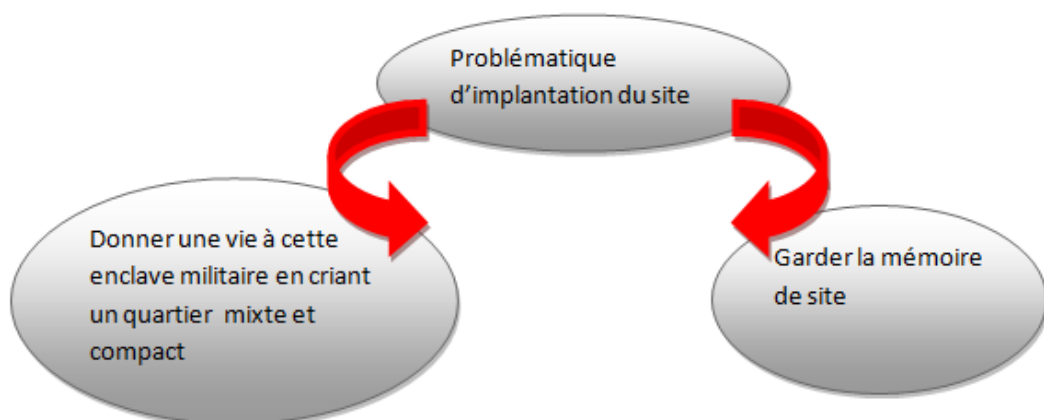 Problématique
d’implantation du site
Donner une vie à cette
enclave militaire en criant
un quartier  mixte et
compact
Garder la mémoire
de site